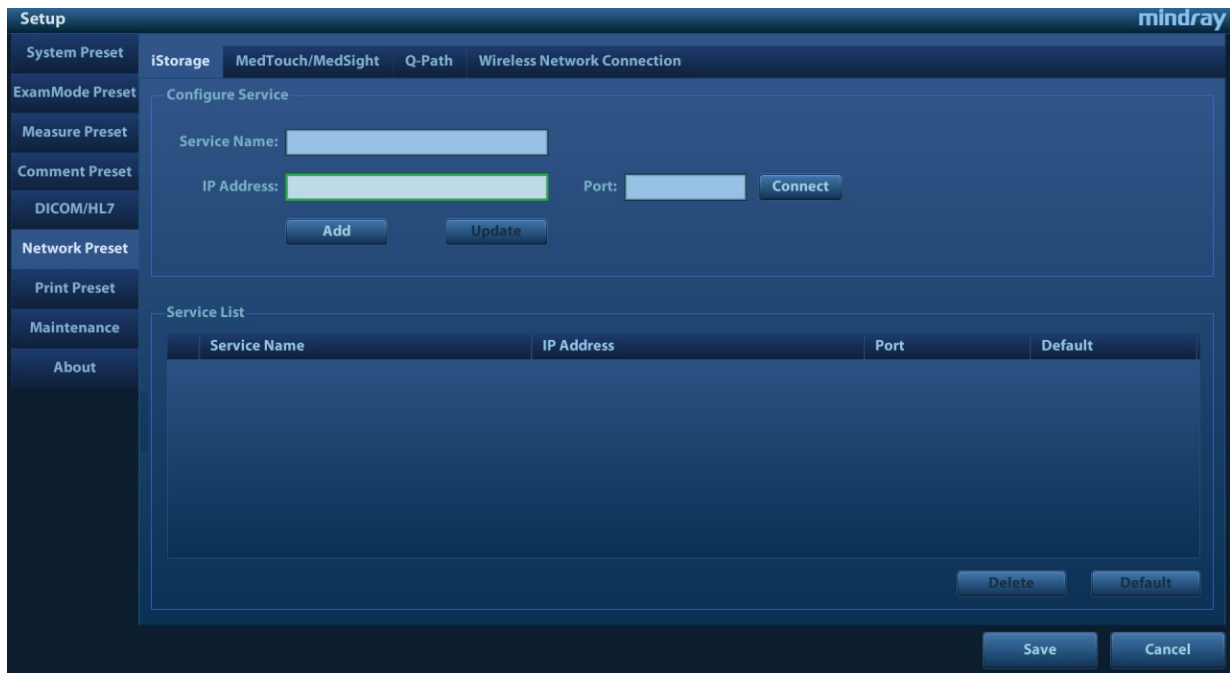 Setup
mindray
System Preset
ExamMode Preset
Measure Preset
Comment Preset
DICOM/HL7
Network Preset
Print Preset
Maintenance
About
iStorage MedTouch/MedSight Q-Path Wireless Network Connection
Configure Service
Service Name:
IP Address: Port: Connect
Add Update
Service List
Service Name IP Address Port Default
Delete Default
Save Cancel